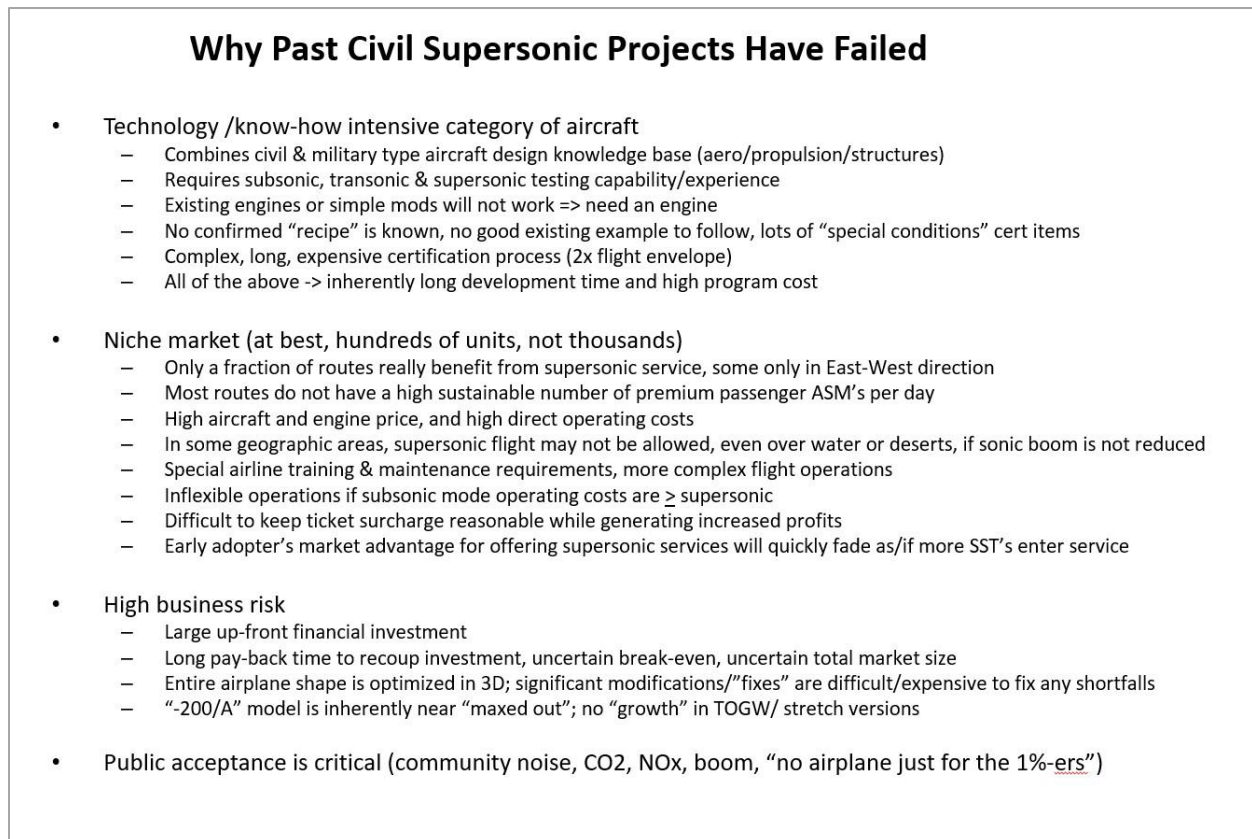 Why Past Civil Supersonic Projects Have Failed
• Technology /know-how intensive category of aircraft
– Combines civil & military type aircraft design knowledge base (aero/propulsion/structures)
– Requires subsonic, transonic & supersonic testing capability/experience
– Existing engines or simple mods will not work => need an engine
– No confirmed “recipe” is known, no good existing example to follow, lots of “special conditions” cert items
– Complex, long, expensive certification process (2x flight envelope)
– All of the above -> inherently long development time and high program cost
• Niche market (at best, hundreds of units, not thousands)
– Only a fraction of routes really benefit from supersonic service, some only in East-West direction
– Most routes do not have a high sustainable number of premium passenger ASM’s per day
– High aircraft and engine price, and high direct operating costs
– In some geographic areas, supersonic flight may not be allowed, even over water or deserts, if sonic boom is not reduced
– Special airline training & maintenance requirements, more complex flight operations
– Inflexible operations if subsonic mode operating costs are > supersonic
– Difficult to keep ticket surcharge reasonable while generating increased profits
– Early adopter’s market advantage for offering supersonic services will quickly fade as/if more SST’s enter service
• High business risk
– Large up-front financial investment
– Long pay-back time to recoup investment, uncertain break-even, uncertain total market size
– Entire airplane shape is optimized in 3D; significant modifications/”fixes” are difficult/expensive to fix any shortfalls
– “-200/A” model is inherently near “maxed out”; no “growth” in TOGW/ stretch versions
• Public acceptance is critical (community noise, CO2, NOx, boom, “no airplane just for the 1%-ers”)